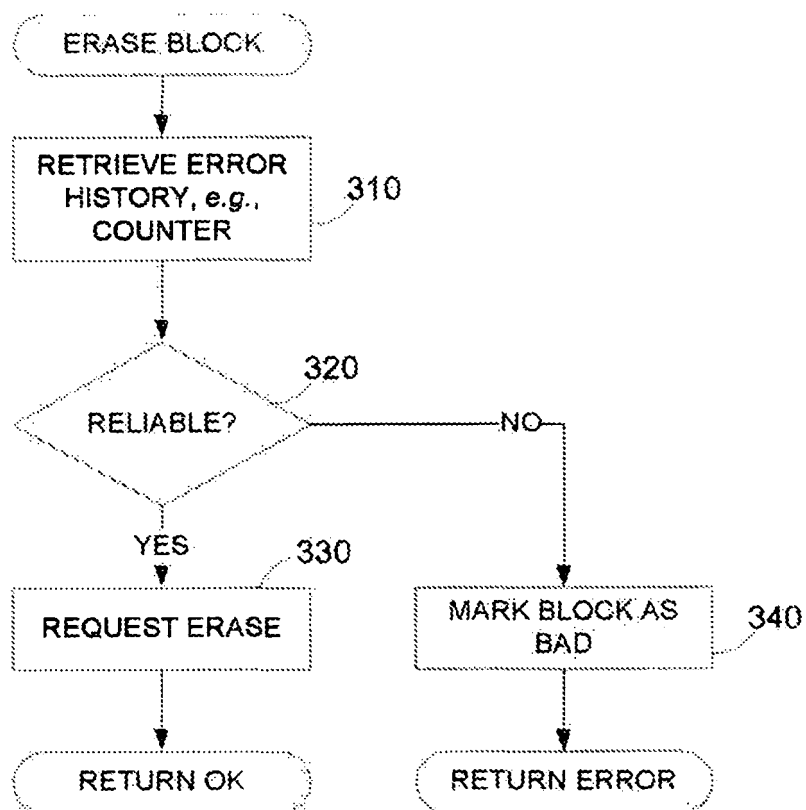 ERASE BLOCK
RETRIEVE ERROR
HISTORY, e.g.,
COUNTER
310
320
RELIABLE?
NO
YES
330
REQUEST ERASE
MARK BLOCK AS
BAD
340
RETURN OK
RETURN ERROR